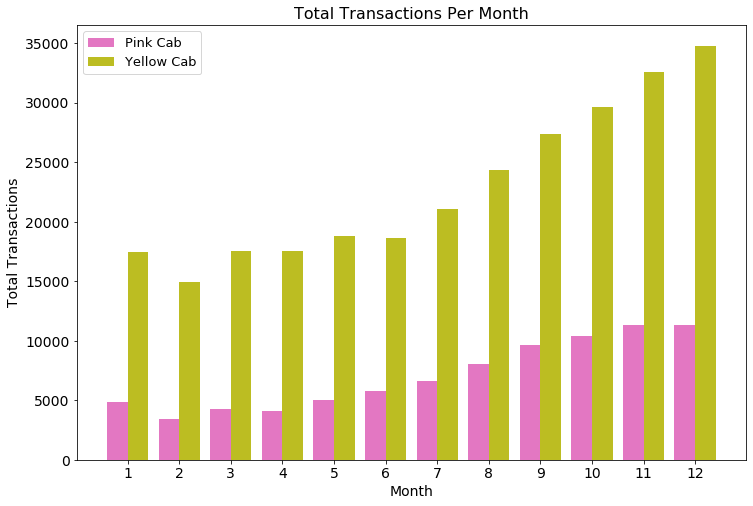 Total Transactions Per Month
Pink Cab
Yellow Cab
Total Transactions
35000
30000
25000
20000
15000
10000
5000
0
1 2 3 4 5 6 7 8 9 10 11 12
Month